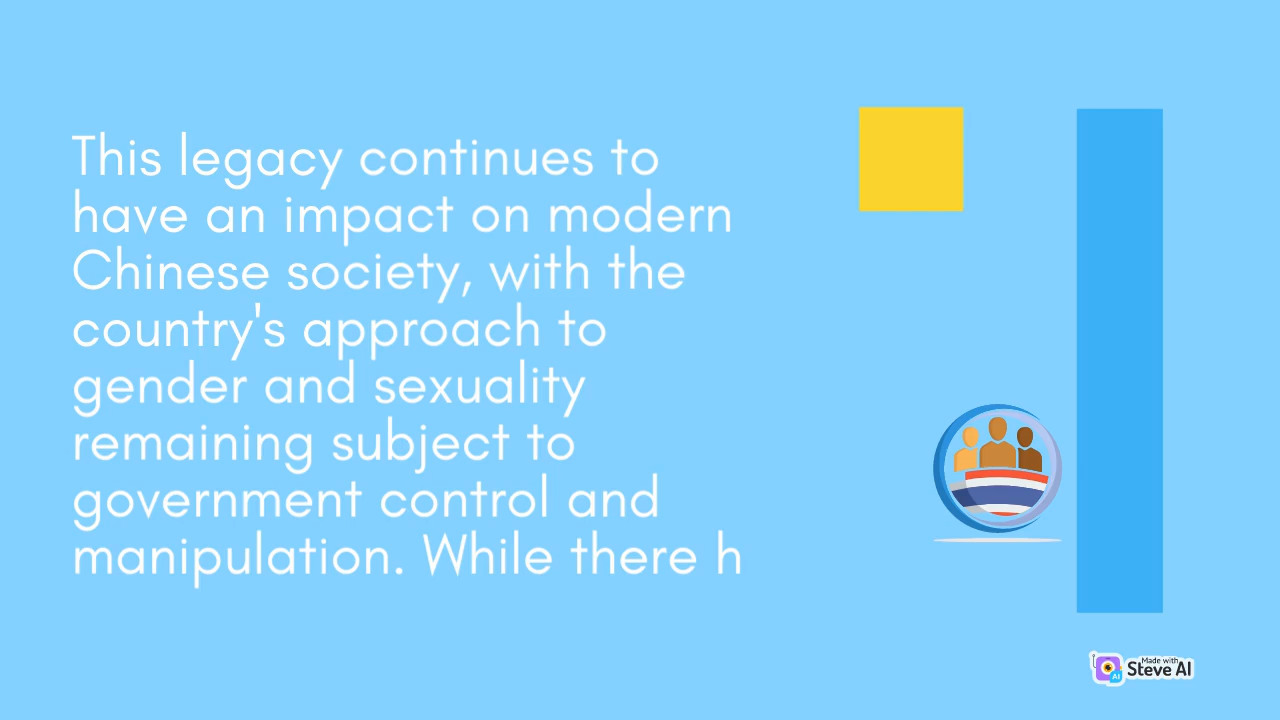 This legacy continues to
have an impact on modern
Chinese society, with the
country's approach to
gender and sexuality
remaining subject to
government control and
manipulation. While there h
Made with
Steve AI
AI